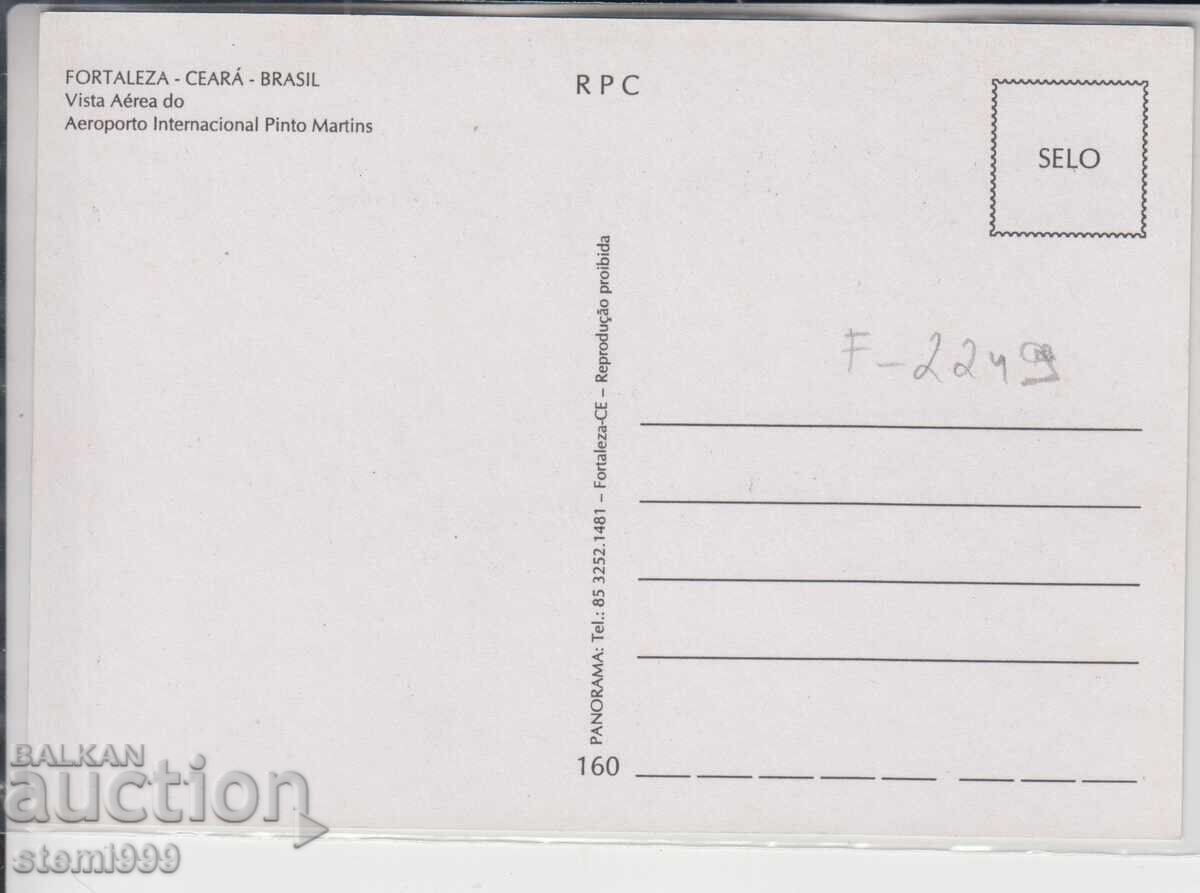 FORTALEZA - CEARÁ - BRASIL
Vista Aérea do
Aeroporto Internacional Pinto Martins
R P C
SELO
PANORAMA: Tel.: 85 3252.1481 – Fortaleza-CE – Reprodução proibida
160
BALKAN
auction
stemi999